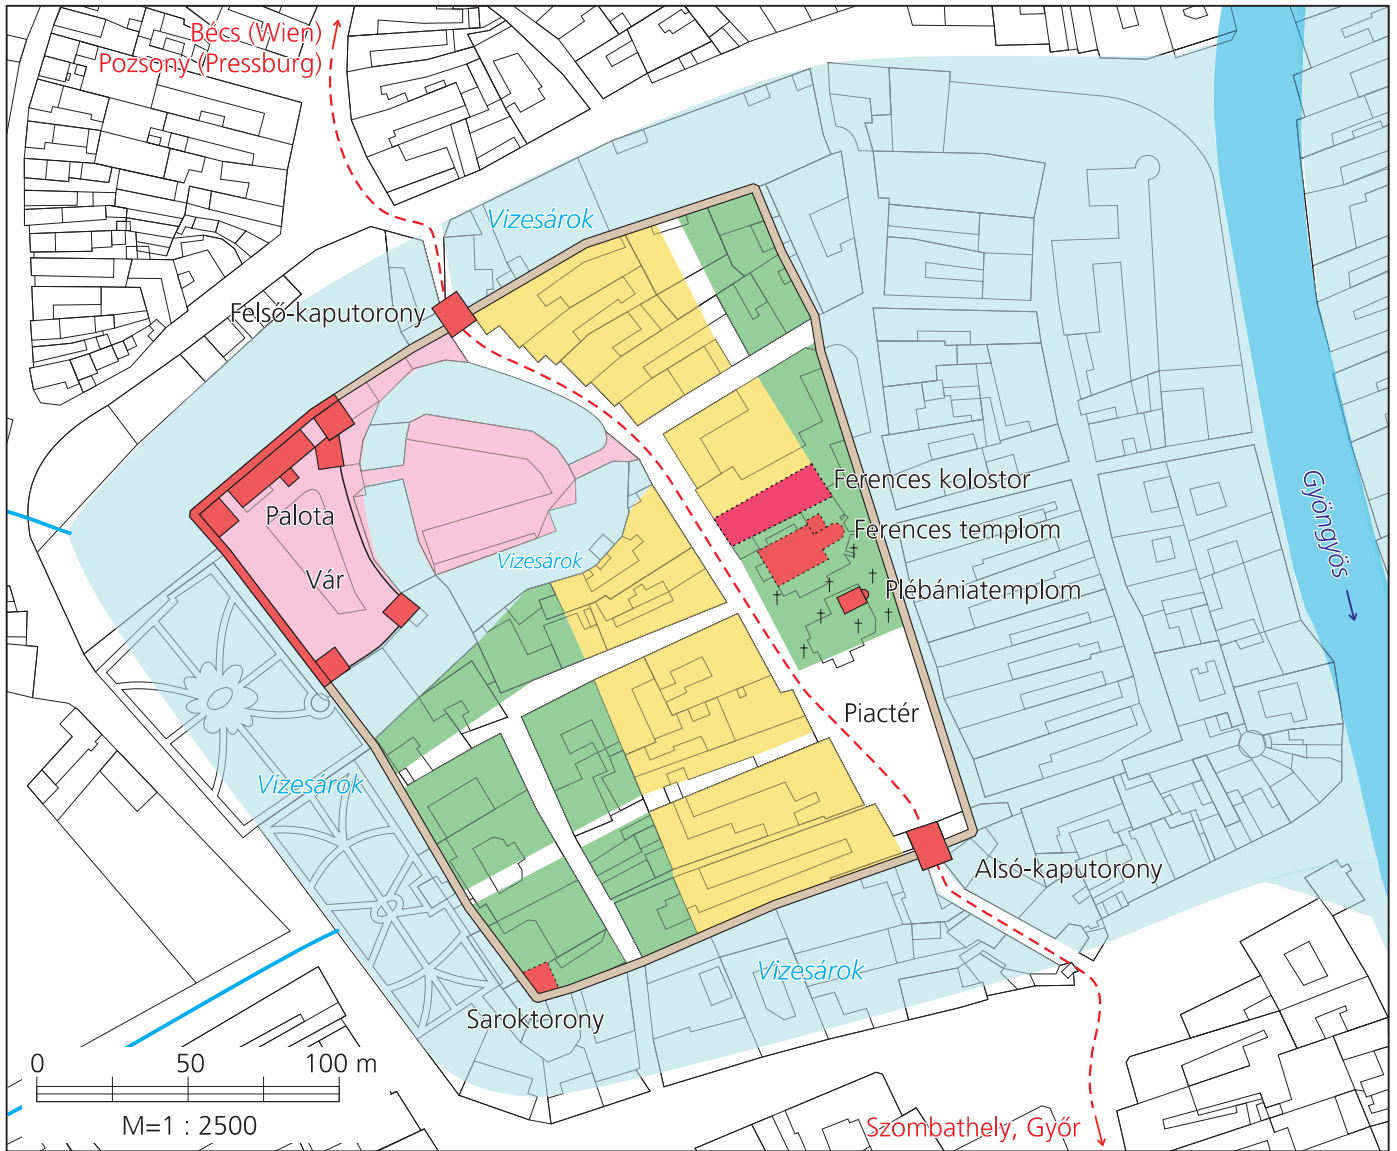 Bécs (Wien)
Pozsony (Pressburg)
Vizesárok
Felső-kaputorony
Ferences kolostor
Palota
Ferences templom
Vizesárok
Vár
Plébániatemplom
Gyöngyös
Piactér
Vizesárok
Alsó-kaputorony
Vizesárok
Saroktorony
0 50 100 m
M=1 : 2500
Szombathely, Győr